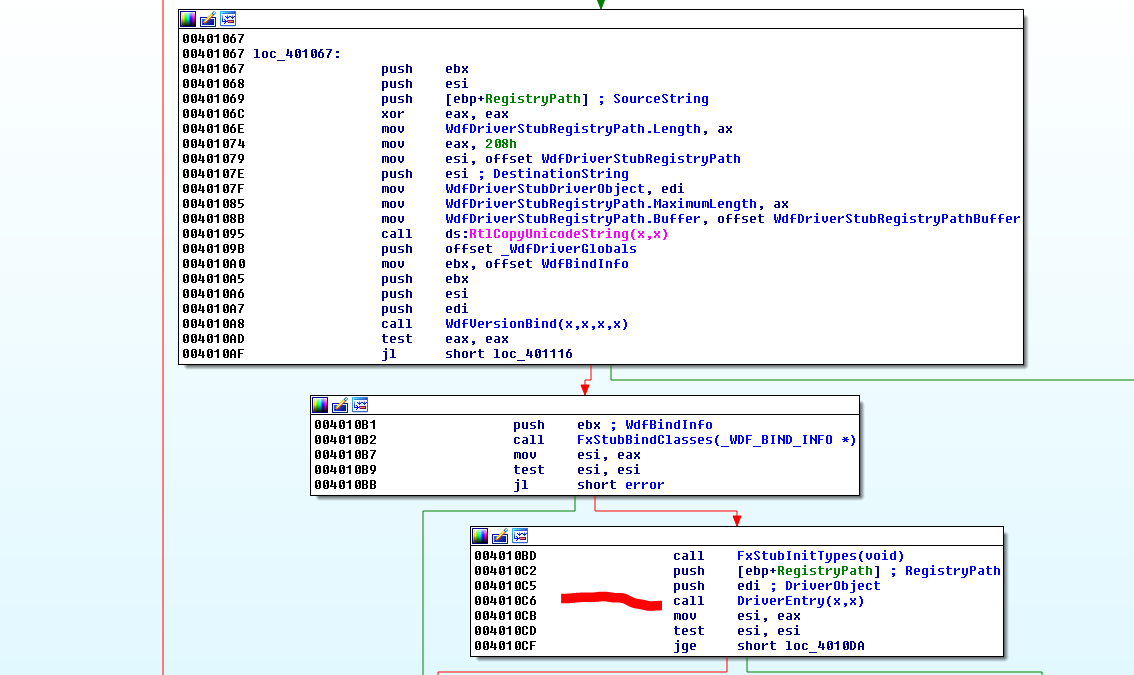 00401067
00401067 loc_401067:
00401067 push ebx
00401068 push esi
00401069 push [ebp+RegistryPath] ; SourceString
0040106C xor eax, eax
0040106E mov WdfDriverStubRegistryPath.Length, ax
00401074 mov eax, 208h
00401079 mov esi, offset WdfDriverStubRegistryPath
0040107E push esi ; DestinationString
0040107F mov WdfDriverStubDriverObject, edi
00401085 mov WdfDriverStubRegistryPath.MaximumLength, ax
0040108B mov WdfDriverStubRegistryPath.Buffer, offset WdfDriverStubRegistryPathBuffer
00401095 call ds:RtlCopyUnicodeString(x,x)
0040109B push offset _WdfDriverGlobals
004010A0 mov ebx, offset WdfBindInfo
004010A5 push ebx
004010A6 push esi
004010A7 push edi
004010A8 call WdfVersionBind(x,x,x,x)
004010AD test eax, eax
004010AF jl short loc_401116
004010B1 push ebx ; WdfBindInfo
004010B2 call FxStubBindClasses(_WDF_BIND_INFO *)
004010B7 mov esi, eax
004010B9 test esi, esi
004010BB jl short error
004010BD call FxStubInitTypes(void)
004010C2 push [ebp+RegistryPath] ; RegistryPath
004010C5 push edi ; DriverObject
004010C6 call DriverEntry(x,x)
004010CB mov esi, eax
004010CD test esi, esi
004010CF jge short loc_4010DA